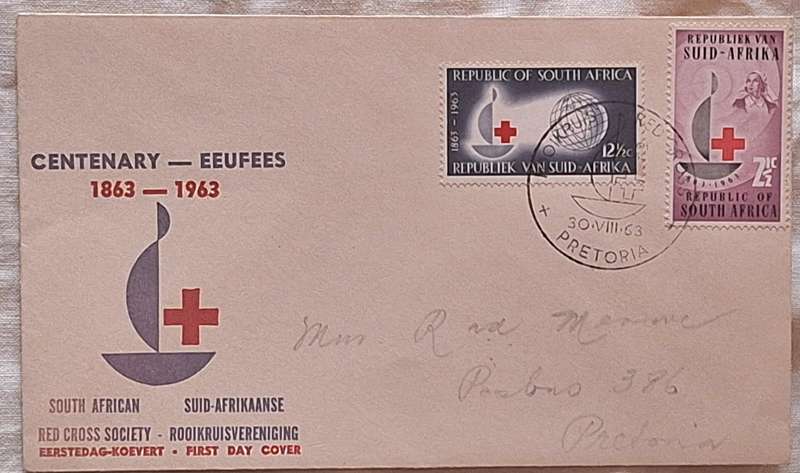 CENTENARY — EEUFEES
1863 — 1963
SOUTH AFRICAN SUID-AFRIKAANSE
RED CROSS SOCIETY - ROOIKRUISVERENIGING
EERSTEDAG-KOEVERT • FIRST DAY COVER
REPUBLIC OF SOUTH AFRICA
1863 - 1963
12½c
REPUBLIEK VAN SUID-AFRIKA
REPUBLIEK VAN
SUID-AFRIKA
2½c
1863-1963
REPUBLIC OF
SOUTH AFRICA
30·VIII·63
PRETORIA
Posbus 386
Pretoria